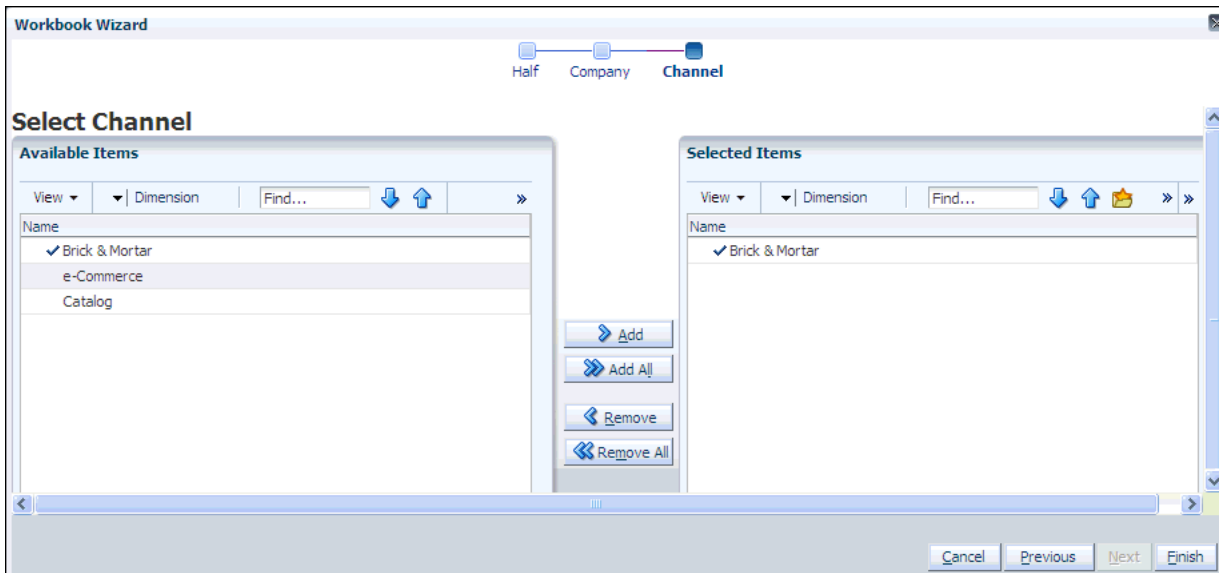 Workbook Wizard
Half Company Channel
Select Channel
Available Items
View Dimension Find...
Name
Brick & Mortar
e-Commerce
Catalog
Add
Add All
Remove
Remove All
Selected Items
View Dimension Find...
Name
Brick & Mortar
Cancel Previous Next Finish